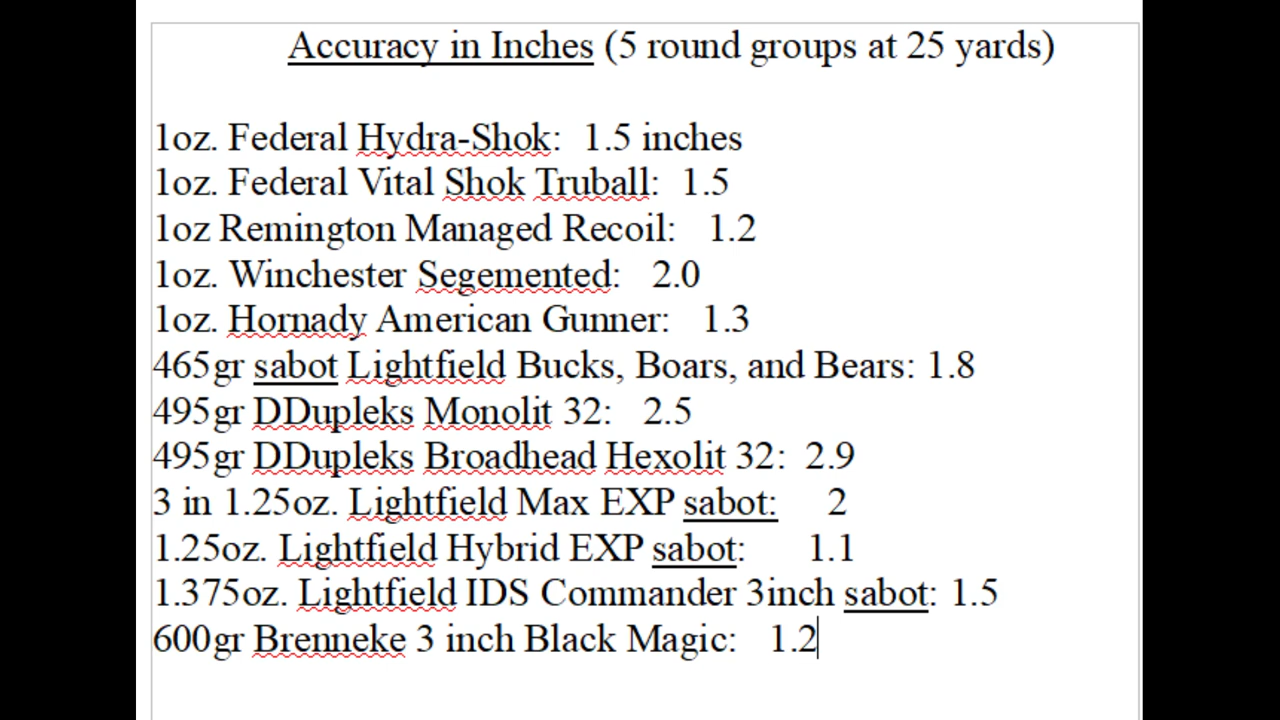 Accuracy in Inches (5 round groups at 25 yards)
1oz. Federal Hydra-Shok: 1.5 inches
1oz. Federal Vital Shok Truball: 1.5
1oz Remington Managed Recoil: 1.2
1oz. Winchester Segemented: 2.0
1oz. Hornady American Gunner: 1.3
465gr sabot Lightfield Bucks, Boars, and Bears: 1.8
495gr DDupleks Monolit 32: 2.5
495gr DDupleks Broadhead Hexolit 32: 2.9
3 in 1.25oz. Lightfield Max EXP sabot: 2
1.25oz. Lightfield Hybrid EXP sabot: 1.1
1.375oz. Lightfield IDS Commander 3inch sabot: 1.5
600gr Brenneke 3 inch Black Magic: 1.2